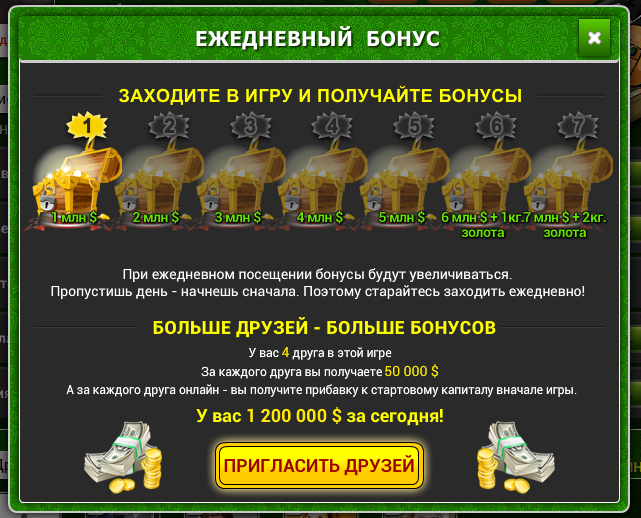 ЕЖЕДНЕВНЫЙ БОНУС
ЗАХОДИТЕ В ИГРУ И ПОЛУЧАЙТЕ БОНУСЫ
1 2 3 4 5 6 7
1 млн $ 2 млн $ 3 млн $ 4 млн $ 5 млн $ 6 млн $ + 1кг. 7 млн $ + 2кг.
золота золота
При ежедневном посещении бонусы будут увеличиваться.
Пропустишь день - начнешь сначала. Поэтому старайтесь заходить ежедневно!
БОЛЬШЕ ДРУЗЕЙ - БОЛЬШЕ БОНУСОВ
У вас 4 друга в этой игре
За каждого друга вы получаете 50 000 $
А за каждого друга онлайн - вы получите прибавку к стартовому капиталу вначале игры.
У вас 1 200 000 $ за сегодня!
ПРИГЛАСИТЬ ДРУЗЕЙ